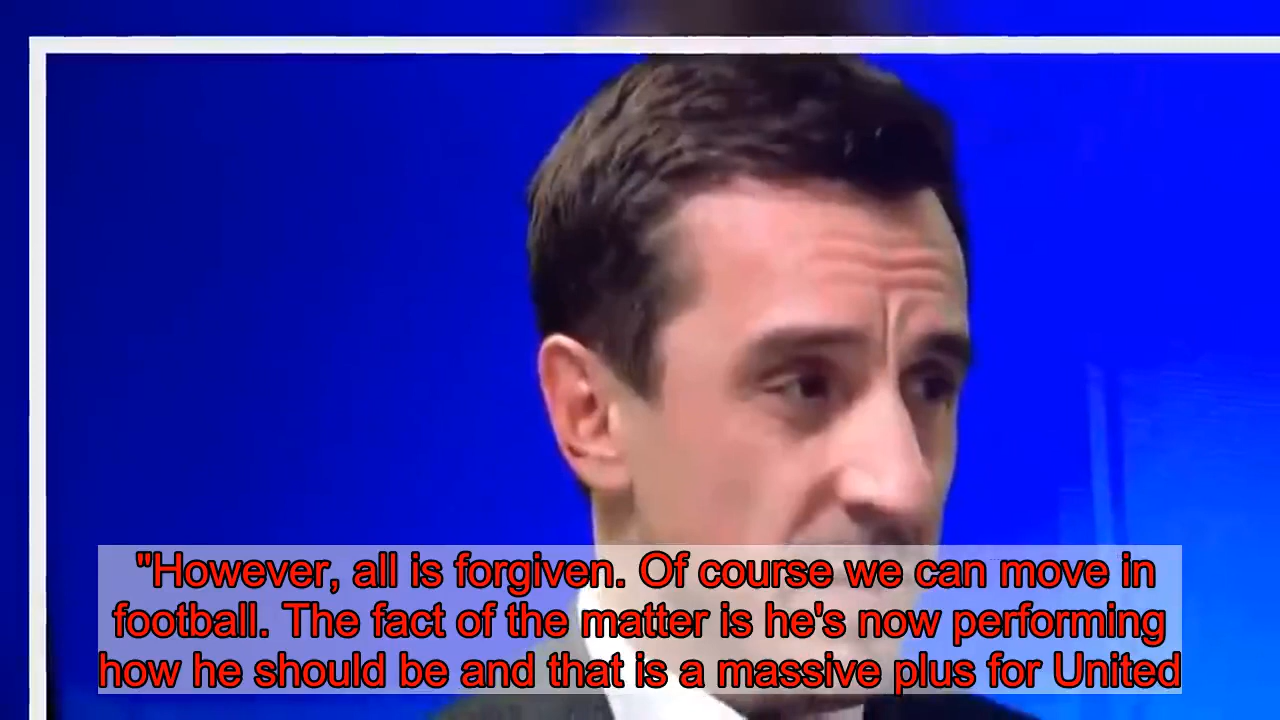 "However, all is forgiven. Of course we can move in
football. The fact of the matter is he's now performing
how he should be and that is a massive plus for United